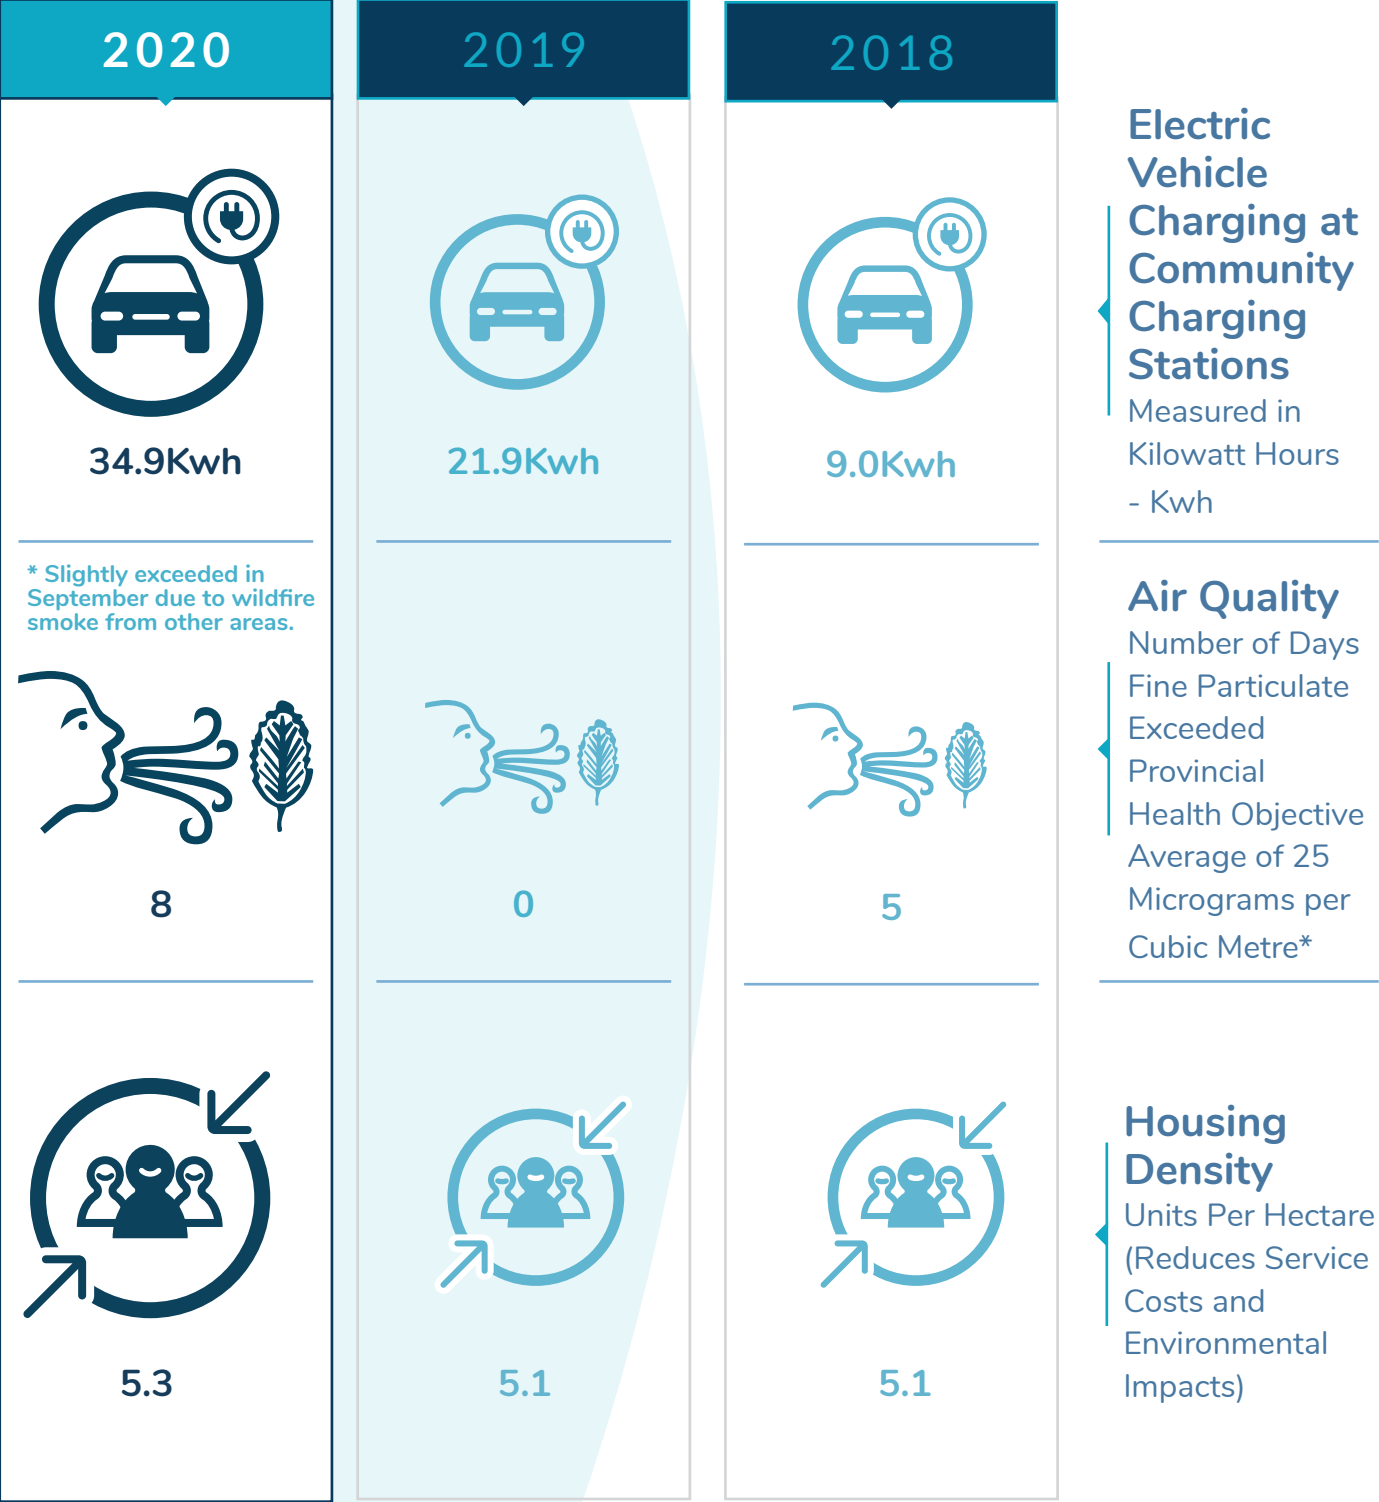 2020
2019
2018
Electric
Vehicle
Charging at
Community
Charging
Stations
Measured in
Kilowatt Hours
- Kwh
34.9Kwh
21.9Kwh
9.0Kwh
* Slightly exceeded in
September due to wildfire
smoke from other areas.
8
0
5
Air Quality
Number of Days
Fine Particulate
Exceeded
Provincial
Health Objective
Average of 25
Micrograms per
Cubic Metre*
5.3
5.1
5.1
Housing
Density
Units Per Hectare
(Reduces Service
Costs and
Environmental
Impacts)